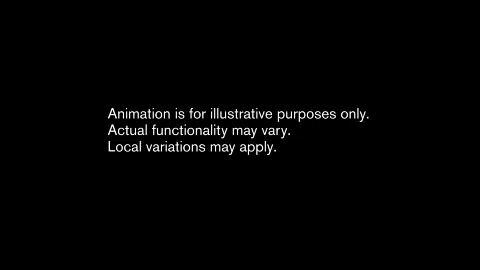 Animation is for illustrative purposes only.
Actual functionality may vary.
Local variations may apply.